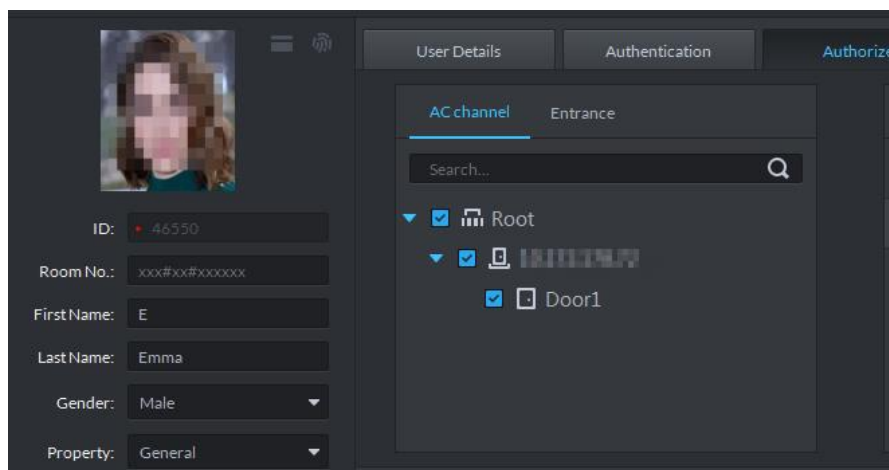 User Details
Authentication
Authorize
AC channel
Entrance
Search...
Root
Door1
ID: • 46550
Room No.: xxx#xx#xxxxxx
First Name: E
Last Name: Emma
Gender: Male
Property: General